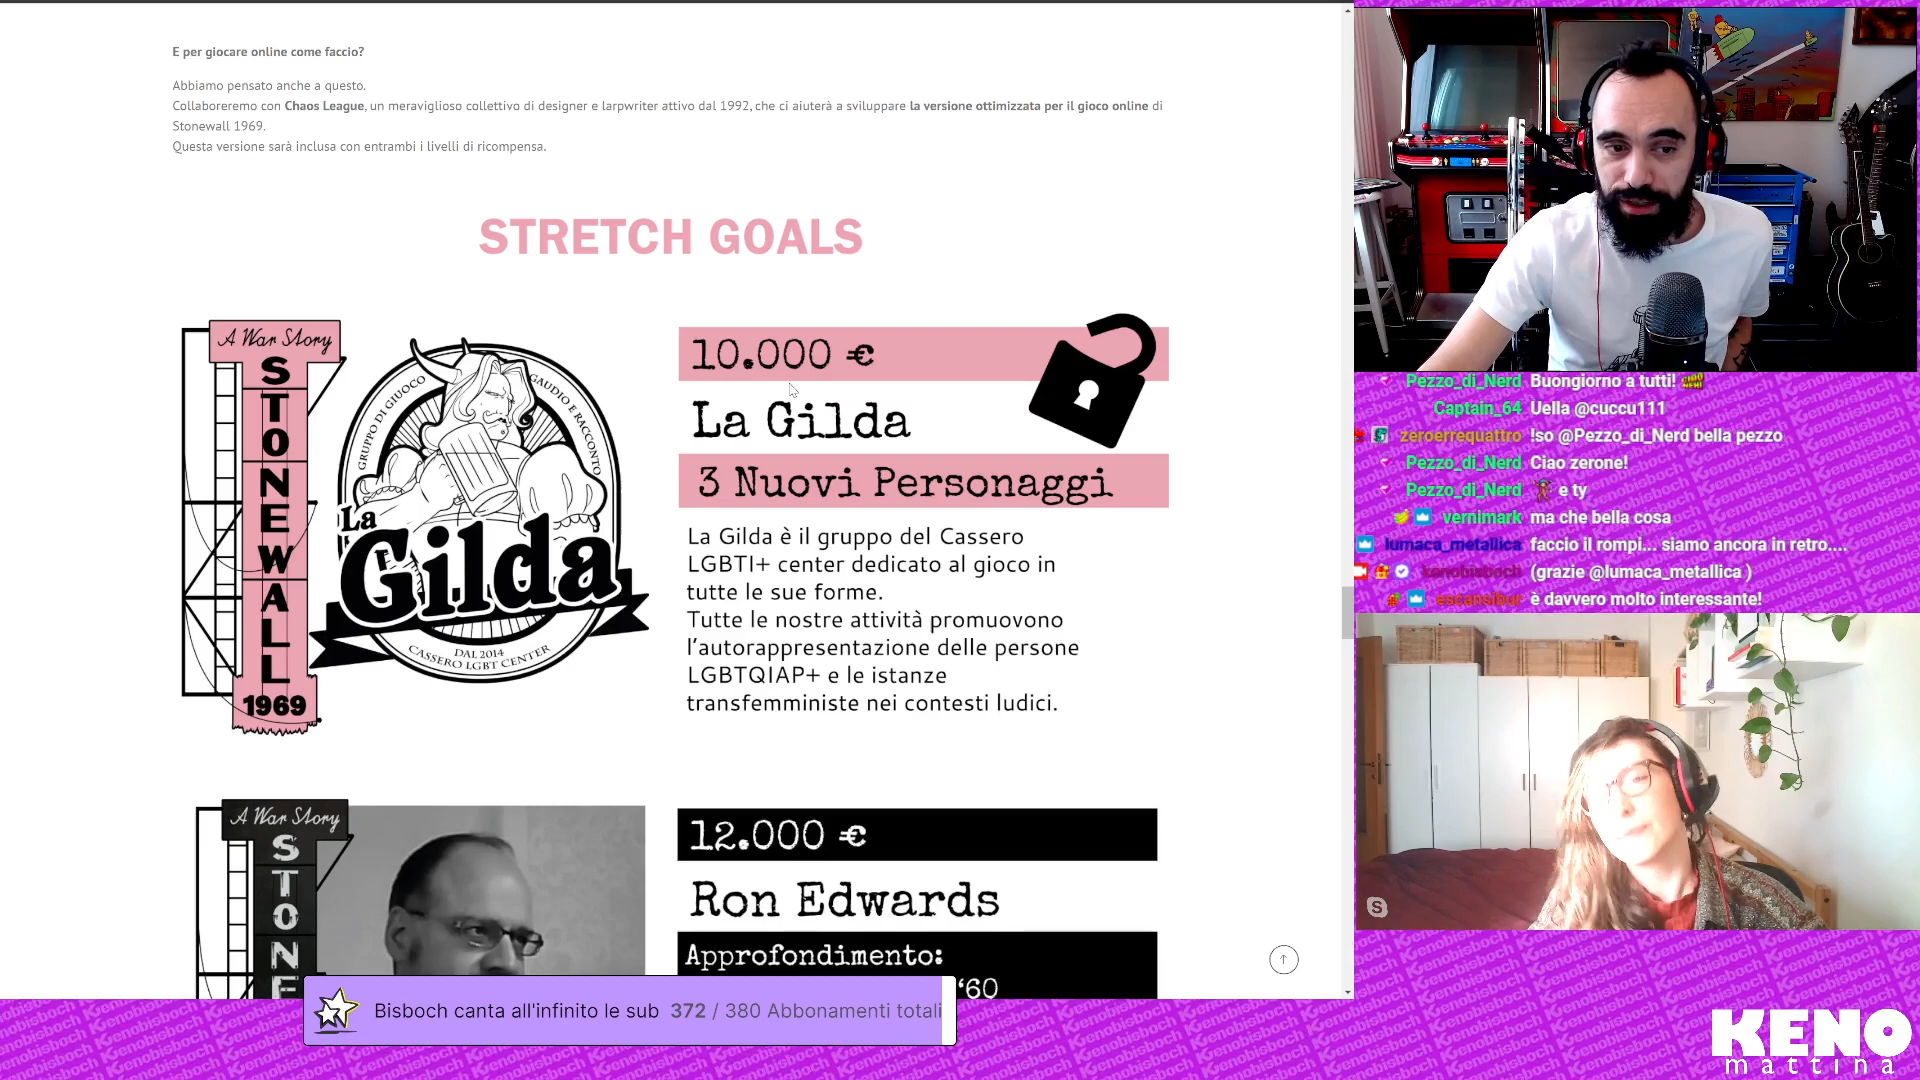 E per giocare online come faccio?
Abbiamo pensato anche a questo.
Collaboreremo con Chaos League, un meraviglioso collettivo di designer e larpwriter attivo dal 1992, che ci aiuterà a sviluppare la versione ottimizzata per il gioco online di
Stonewall 1969.
Questa versione sarà inclusa con entrambi i livelli di ricompensa.
STRETCH GOALS
A War Story
STONEWALL
1969
GRUPPO DI GIUOCO
GAUDIO E RACCONTO
La
Gilda
DAL 2014
CASSERO LGBT CENTER
10.000 €
La Gilda
3 Nuovi Personaggi
La Gilda è il gruppo del Cassero
LGBTI+ center dedicato al gioco in
tutte le sue forme.
Tutte le nostre attività promuovono
l’autorappresentazione delle persone
LGBTQIAP+ e le istanze
transfemministe nei contesti ludici.
A War Story
STONE
12.000 €
Ron Edwards
Approfondimento:
‘60
Bisboch canta all'infinito le sub 372 / 380 Abbonamenti totali
Pezzo_di_Nerd Buongiorno a tutti!
Captain_64 Uella @cuccu111
zeroerrequattro !so @Pezzo_di_Nerd bella pezzo
Pezzo_di_Nerd Ciao zerone!
Pezzo_di_Nerd e ty
vernimark ma che bella cosa
lumaca_metallica faccio il rompi... siamo ancora in retro....
kenobisboch (grazie @lumaca_metallica )
escansibur è davvero molto interessante!
KENO
mattina